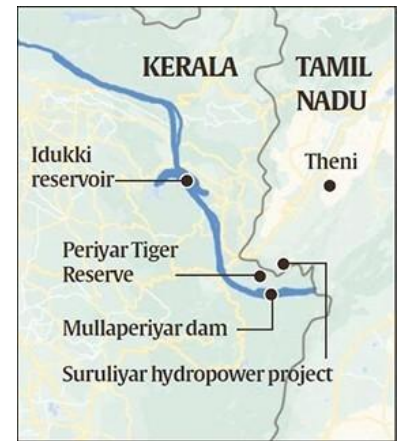 KERALA
TAMIL
NADU
Idukki
reservoir
Theni
Periyar Tiger
Reserve
Mullaperiyar dam
Suruliyar hydropower project